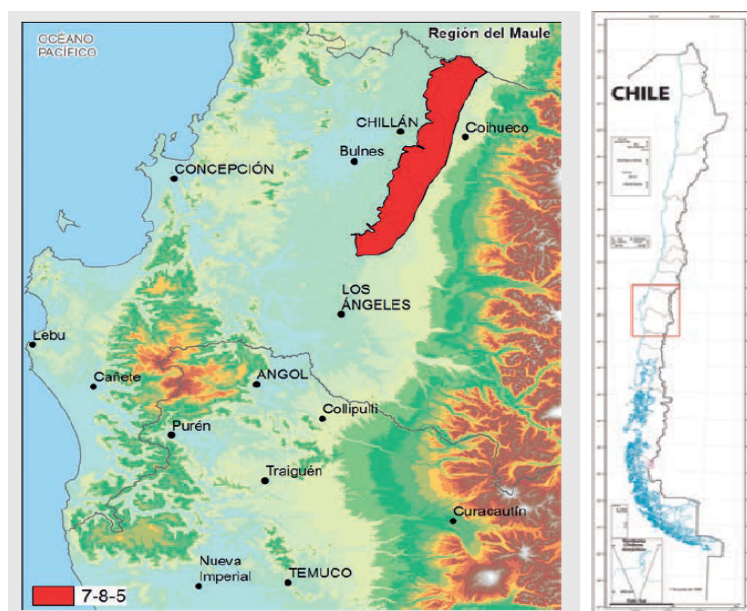 OCÉANO
PACÍFICO
Región del Maule
CHILLÁN
Coihueco
Bulnes
CONCEPCIÓN
LOS
ÁNGELES
Lebu
Cañete
ANGOL
Collipulli
Purén
Traiguén
Curacautín
Nueva
Imperial
TEMUCO
7-8-5
CHILE